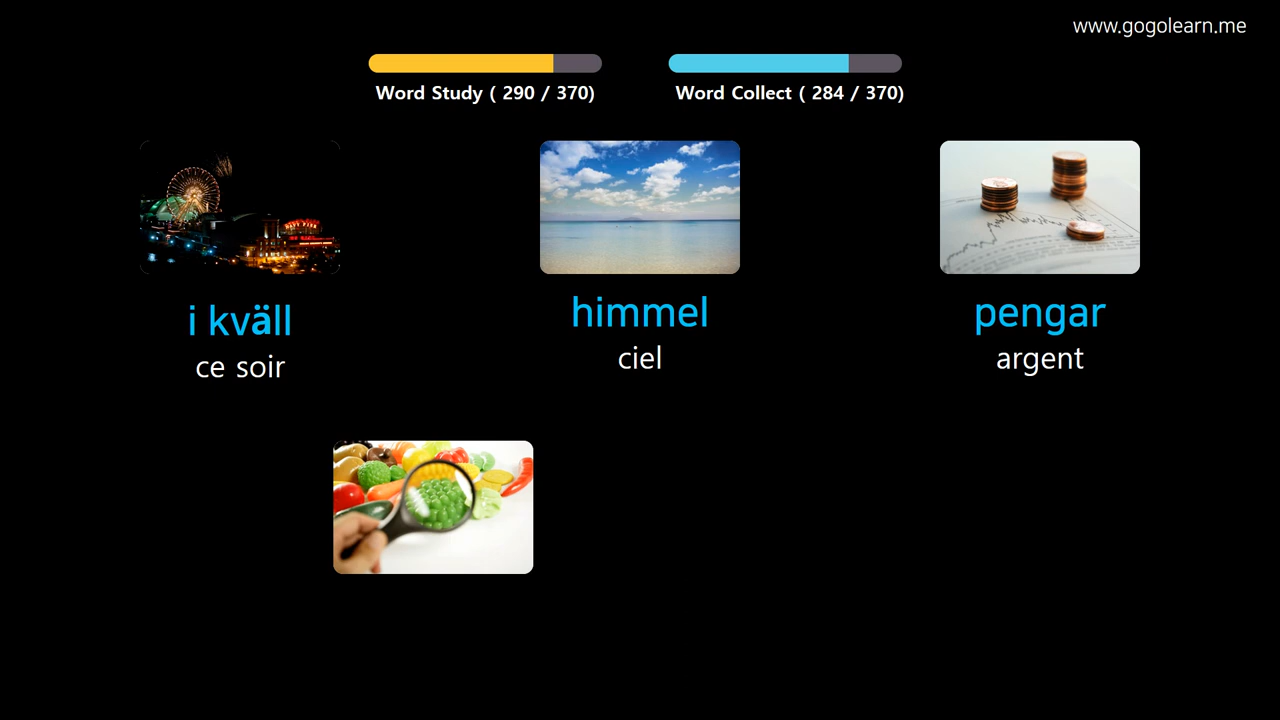 www.gogolearn.me
Word Study ( 290 / 370)
Word Collect ( 284 / 370)
i kväll
ce soir
himmel
ciel
pengar
argent